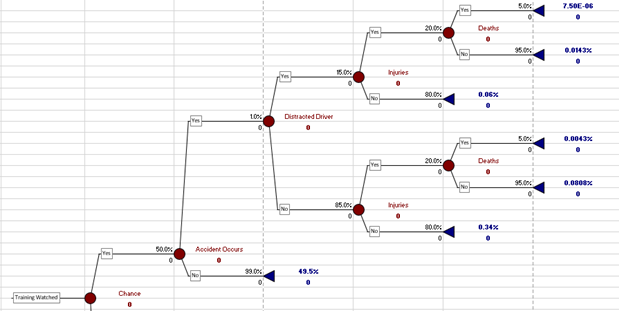 Yes 5.0% 7.50E-06
0 0
Yes 20.0% Deaths
0 0
No 95.0% 0.0143%
0 0
Yes 15.0% Injuries
0 0
No 80.0% 0.06%
0 0
Yes 1.0% Distracted Driver
0 0
Yes 5.0% 0.0043%
0 0
Yes 20.0% Deaths
0 0
No 95.0% 0.0808%
0 0
No 85.0% Injuries
0 0
No 80.0% 0.34%
0 0
Yes 50.0% Accident Occurs
0 0
No 99.0% 49.5%
0 0
Training Watched Chance
0